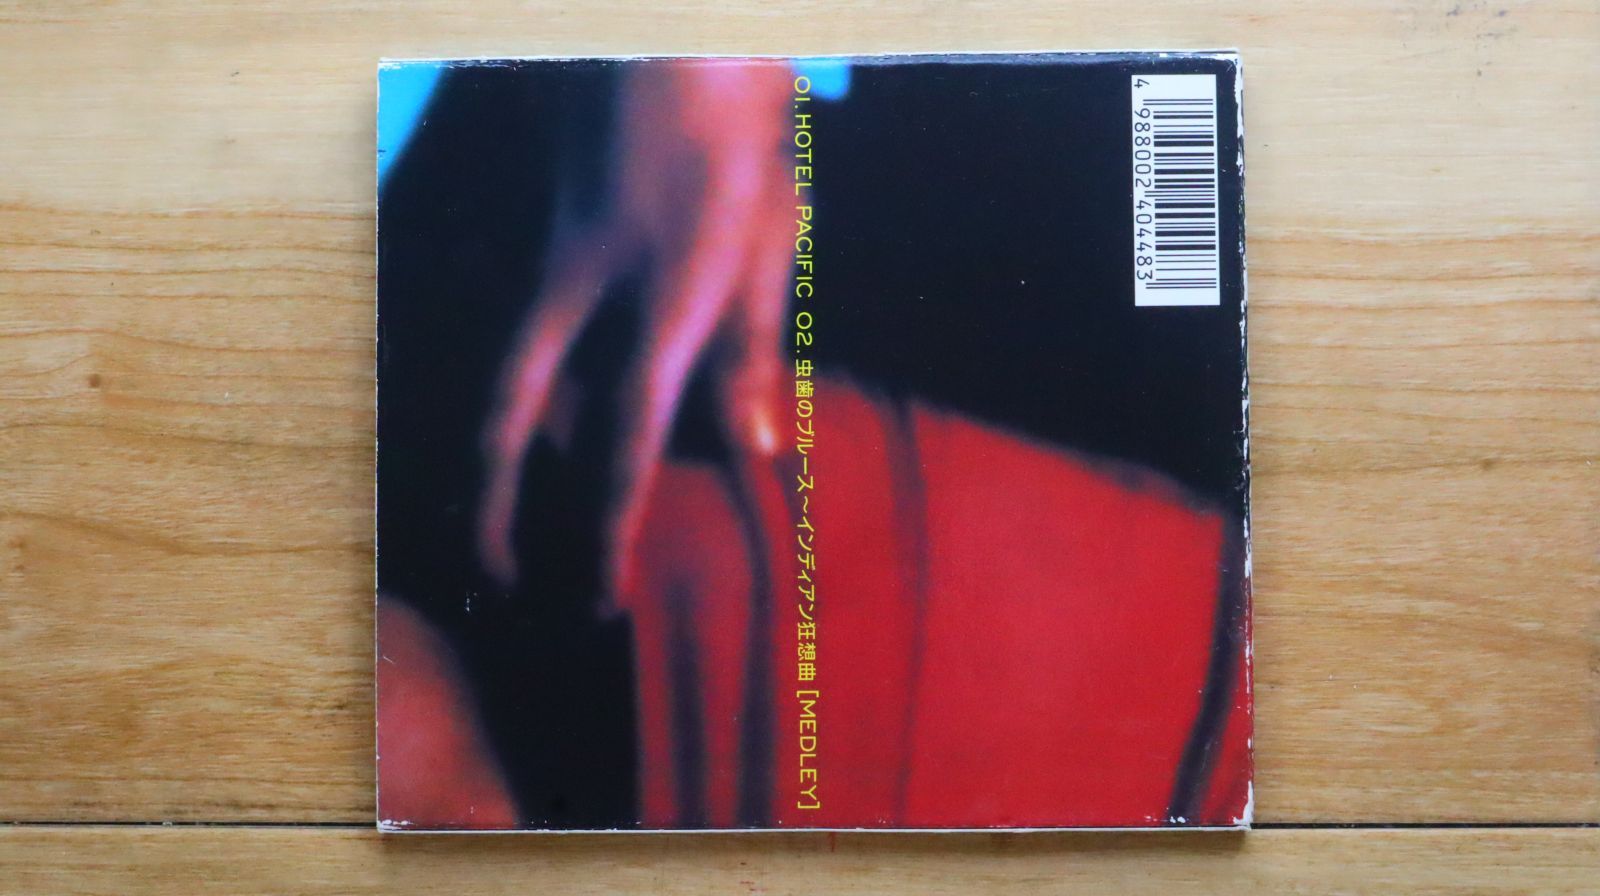 01.HOTEL PACIFIC 02.虫歯のブルース～インディアン狂想曲 [MEDLEY]
4 988002 404483